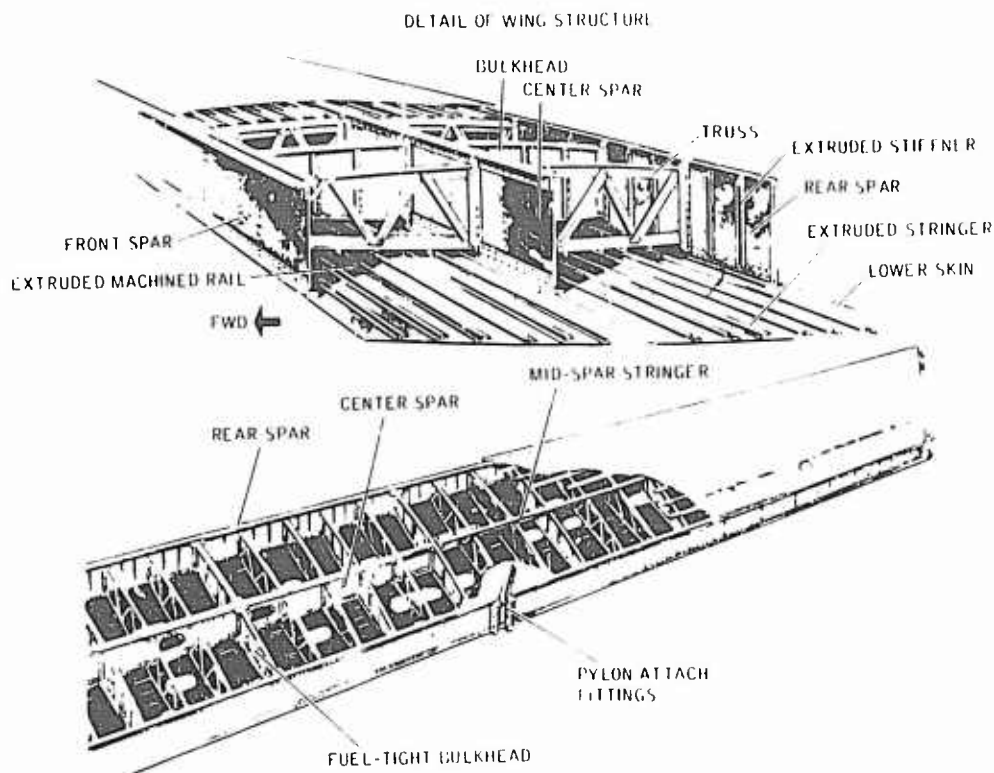 DETAIL OF WING STRUCTURE
BULKHEAD
CENTER SPAR
TRUSS
EXTRUDED STIFFNER
REAR SPAR
EXTRUDED STRINGER
LOWER SKIN
FRONT SPAR
EXTRUDED MACHINED RAIL
FWD
MID-SPAR STRINGER
CENTER SPAR
REAR SPAR
PYLON ATTACH
FITTINGS
FUEL-TIGHT BULKHEAD